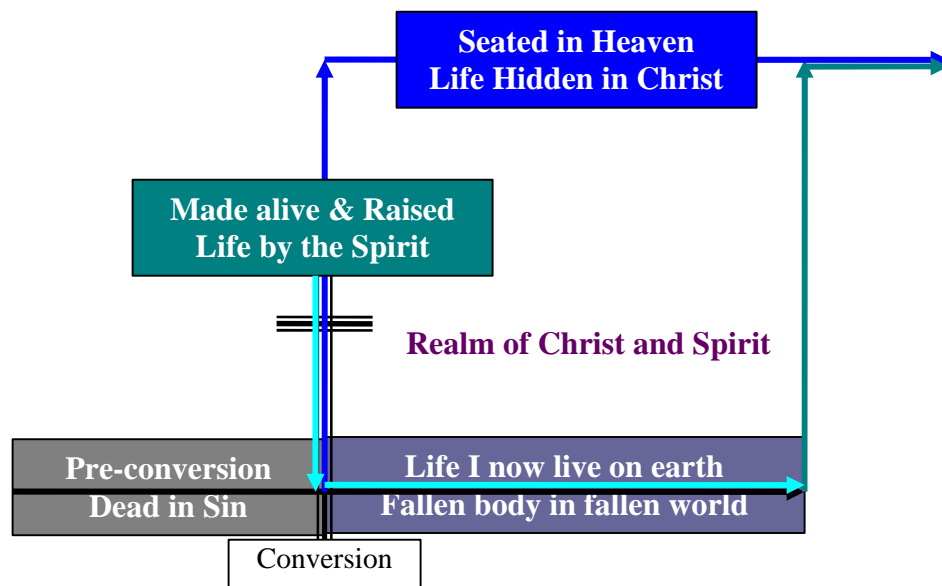 Seated in Heaven
Life Hidden in Christ
Made alive & Raised
Life by the Spirit
Realm of Christ and Spirit
Pre-conversion
Dead in Sin
Life I now live on earth
Fallen body in fallen world
Conversion